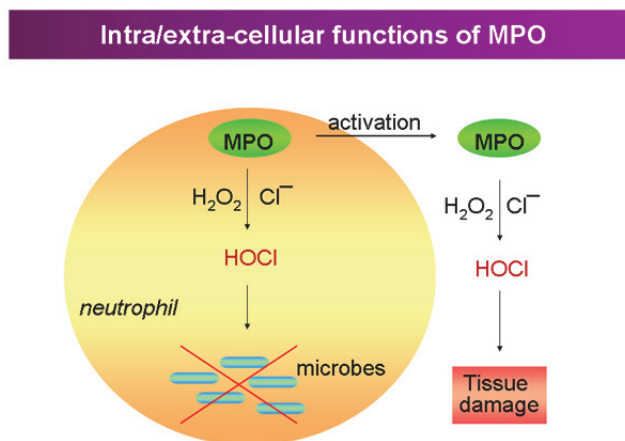 Intra/extra-cellular functions of MPO
MPO
activation
MPO
H₂O₂ Cl⁻
H₂O₂ Cl⁻
HOCl
HOCl
neutrophil
microbes
Tissue
damage